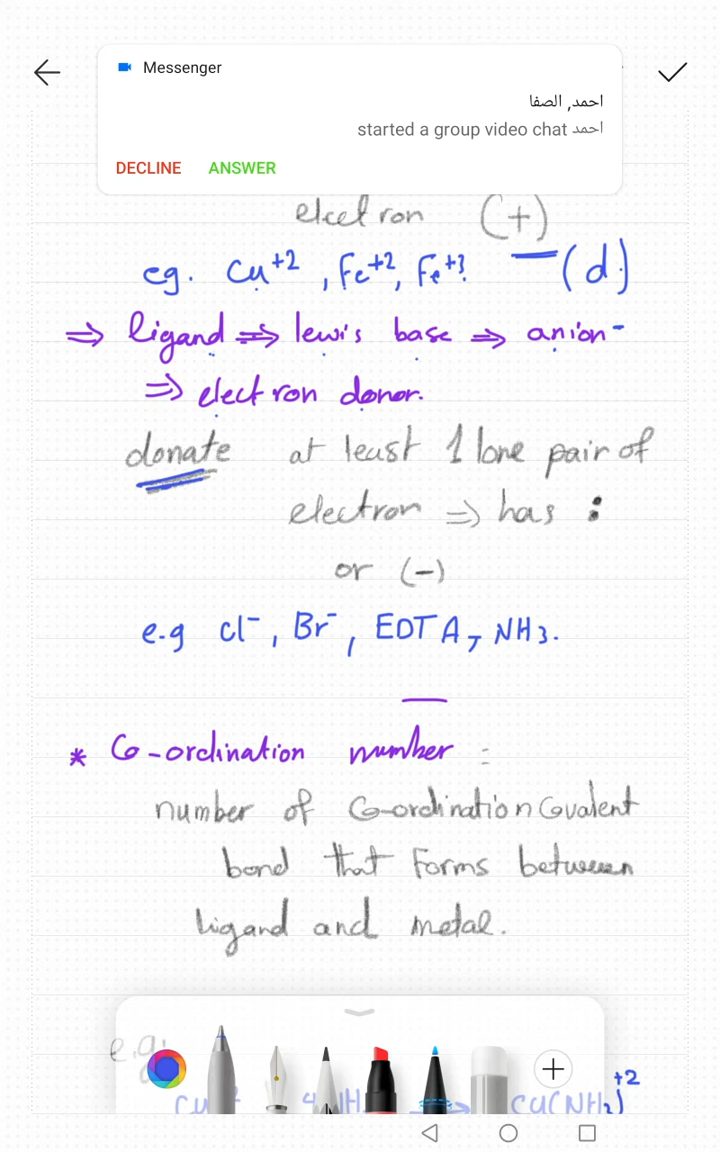 Messenger
احمد, الصفا
احمد started a group video chat
DECLINE ANSWER
electron (+)
eg. Cu+2, Fe+2, Fe+3 (d)
⇒ ligand ⇒ lewis base ⇒ anion-
⇒ electron donor.
donate at least 1 lone pair of
electron ⇒ has :
or (-)
e.g Cl-, Br-, EDTA, NH3.
* Co-ordination number =
number of Co-ordination Covalent
bond that forms between
ligand and metal.
e.g:
+2